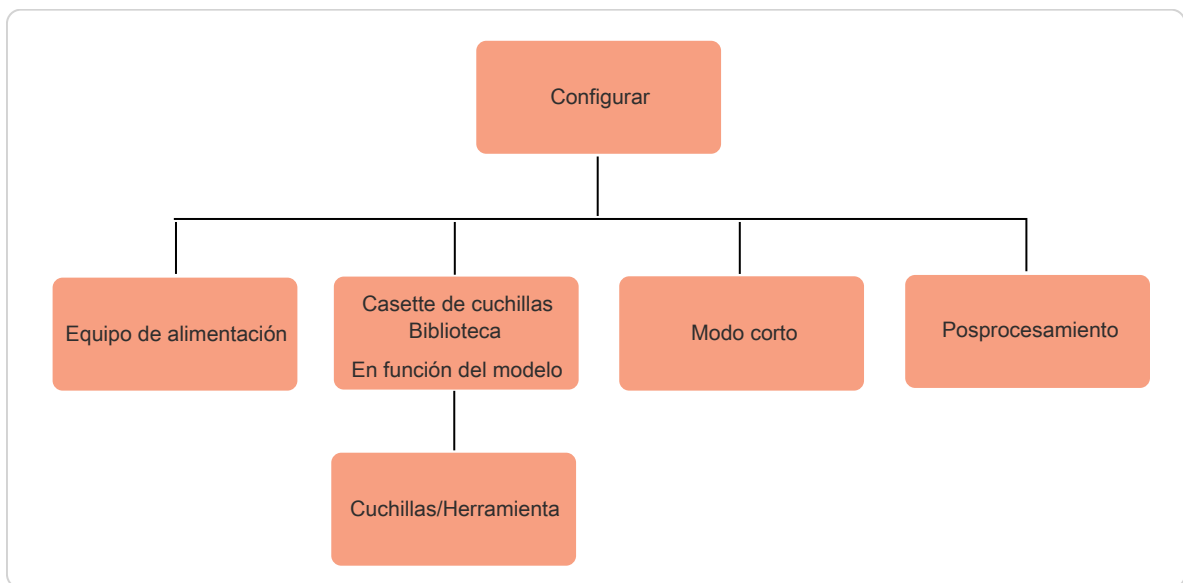 Configurar
Equipo de alimentación
Casette de cuchillas
Biblioteca
En función del modelo
Modo corto
Posprocesamiento
Cuchillas/Herramienta